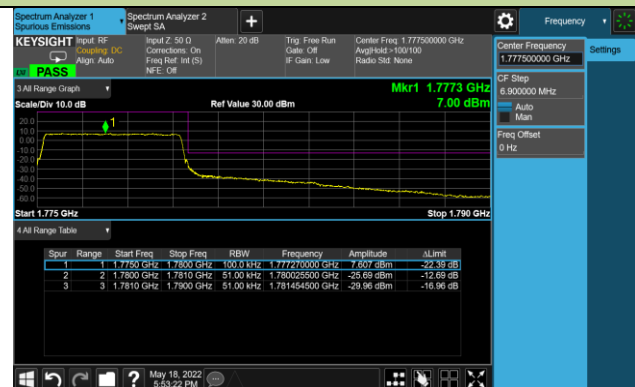 Spectrum Analyzer 1
Spurious Emissions
Spectrum Analyzer 2
Swept SA
Frequency
KEYSIGHT
Input: RF
Coupling: DC
Align: Auto
Input Z: 50 Ω
Corrections: On
Freq Ref: Int (S)
NFE: Off
Atten: 20 dB
Trig: Free Run
Gate: Off
IF Gain: Low
Center Freq: 1.777500000 GHz
Avg|Hold:>100/100
Radio Std: None
PASS
Center Frequency
1.777500000 GHz
Settings
CF Step
6.900000 MHz
Auto
Man
Freq Offset
0 Hz
3 All Range Graph
Mkr1 1.7773 GHz
Scale/Div 10.0 dB
Ref Value 30.00 dBm
7.00 dBm
20.0
10.0
0.00
-10.0
-20.0
-30.0
-40.0
-50.0
-60.0
1
Start 1.775 GHz
Stop 1.790 GHz
4 All Range Table
Spur Range Start Freq Stop Freq RBW Frequency Amplitude ΔLimit
1 1 1.7750 GHz 1.7800 GHz 100.0 kHz 1.777270000 GHz 7.607 dBm -22.39 dB
2 2 1.7800 GHz 1.7810 GHz 51.00 kHz 1.780025500 GHz -25.69 dBm -12.69 dB
3 3 1.7810 GHz 1.7900 GHz 51.00 kHz 1.781454500 GHz -29.96 dBm -16.96 dB
May 18, 2022
5:53:22 PM